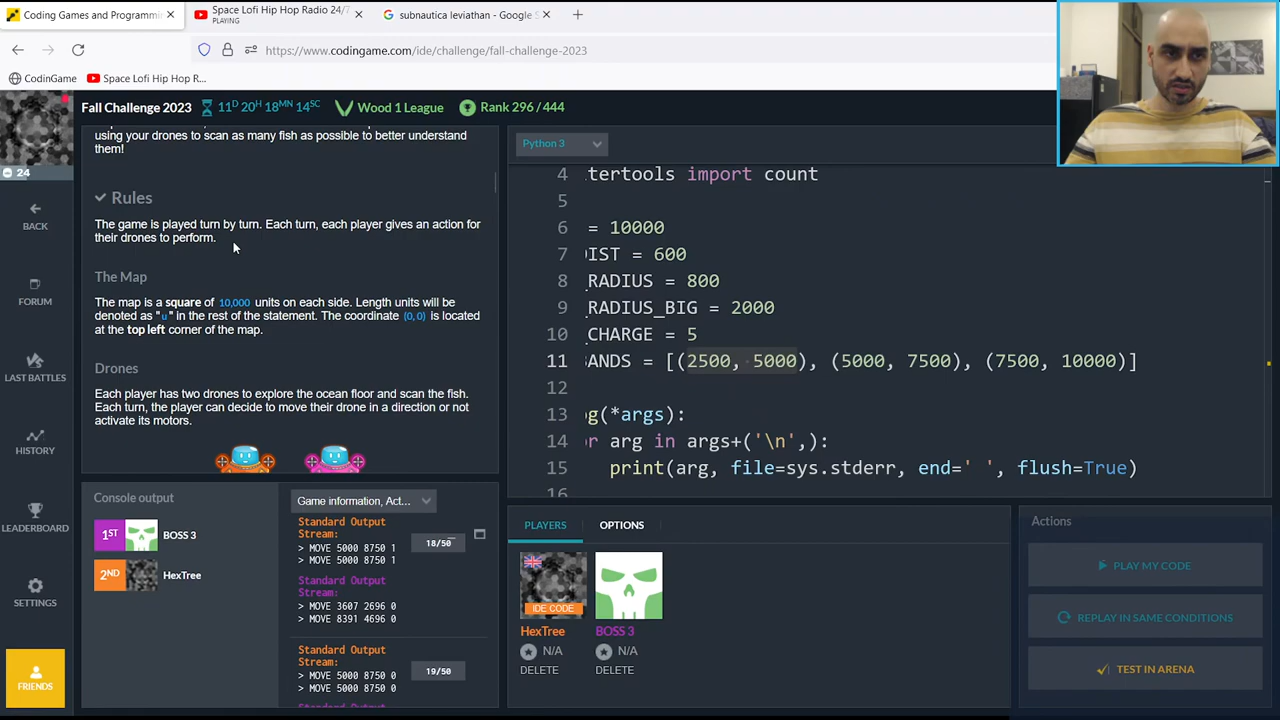 Coding Games and Programmi
Space Lofi Hip Hop Radio 24/7
PLAYING
subnautica leviathan - Google S
https://www.codingame.com/ide/challenge/fall-challenge-2023
CodinGame
Space Lofi Hip Hop R...
Fall Challenge 2023
11D 20H 18MN 14SC
Wood 1 League
Rank 296 / 444
24
BACK
FORUM
LAST BATTLES
HISTORY
LEADERBOARD
SETTINGS
FRIENDS
using your drones to scan as many fish as possible to better understand
them!
Rules
The game is played turn by turn. Each turn, each player gives an action for
their drones to perform.
The Map
The map is a square of 10,000 units on each side. Length units will be
denoted as "u" in the rest of the statement. The coordinate (0,0) is located
at the top left corner of the map.
Drones
Each player has two drones to explore the ocean floor and scan the fish.
Each turn, the player can decide to move their drone in a direction or not
activate its motors.
Python 3
4 tertools import count
5
6 = 10000
7 DIST = 600
8 _RADIUS = 800
9 _RADIUS_BIG = 2000
10 _CHARGE = 5
11 BANDS = [(2500, 5000), (5000, 7500), (7500, 10000)]
12
13 og(*args):
14 or arg in args+('\n',):
15 print(arg, file=sys.stderr, end=' ', flush=True)
16
Console output
1ST BOSS 3
2ND HexTree
Game information, Act...
Standard Output
Stream:
> MOVE 5000 8750 1
> MOVE 5000 8750 1
18/50
Standard Output
Stream:
> MOVE 3607 2696 0
> MOVE 8391 4696 0
Standard Output
Stream:
> MOVE 5000 8750 0
> MOVE 5000 8750 0
19/50
PLAYERS
OPTIONS
IDE CODE
HexTree
N/A
DELETE
BOSS 3
N/A
DELETE
Actions
PLAY MY CODE
REPLAY IN SAME CONDITIONS
TEST IN ARENA